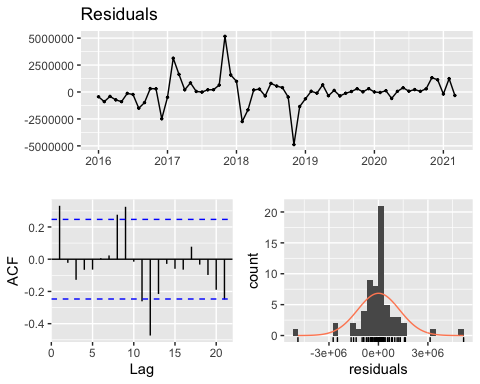 Residuals
5000000
2500000
0
-2500000
-5000000
2016 2017 2018 2019 2020 2021
ACF
0.2
0.0
-0.2
-0.4
0 5 10 15 20
Lag
count
20
15
10
5
0
-3e+06 0e+00 3e+06
residuals